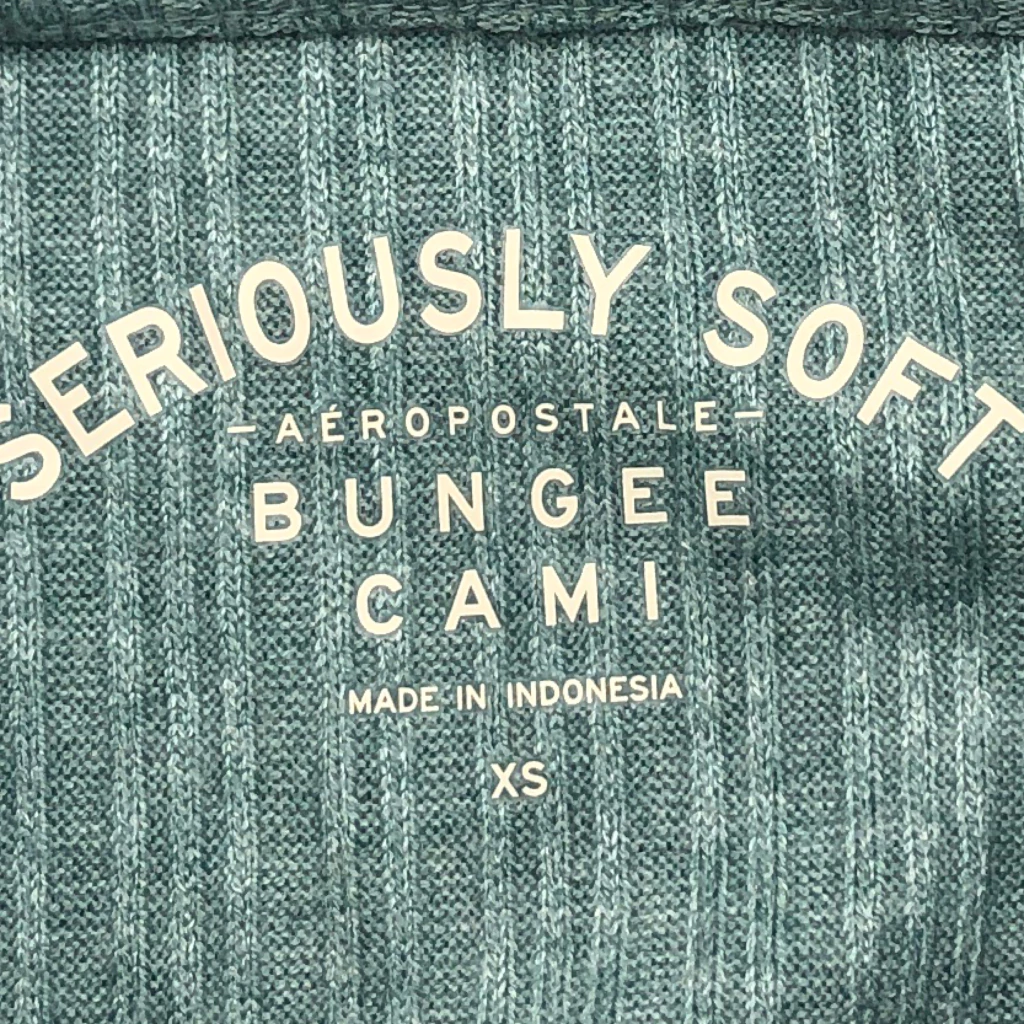 SERIOUSLY SOFT
- AÉROPOSTALE -
BUNGEE
CAMI
MADE IN INDONESIA
XS